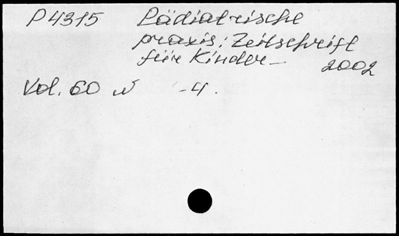 P4315 Pädiatrische
praxis: Zeitschrift
für Kinder- 2002
Vol. 60 N -4.